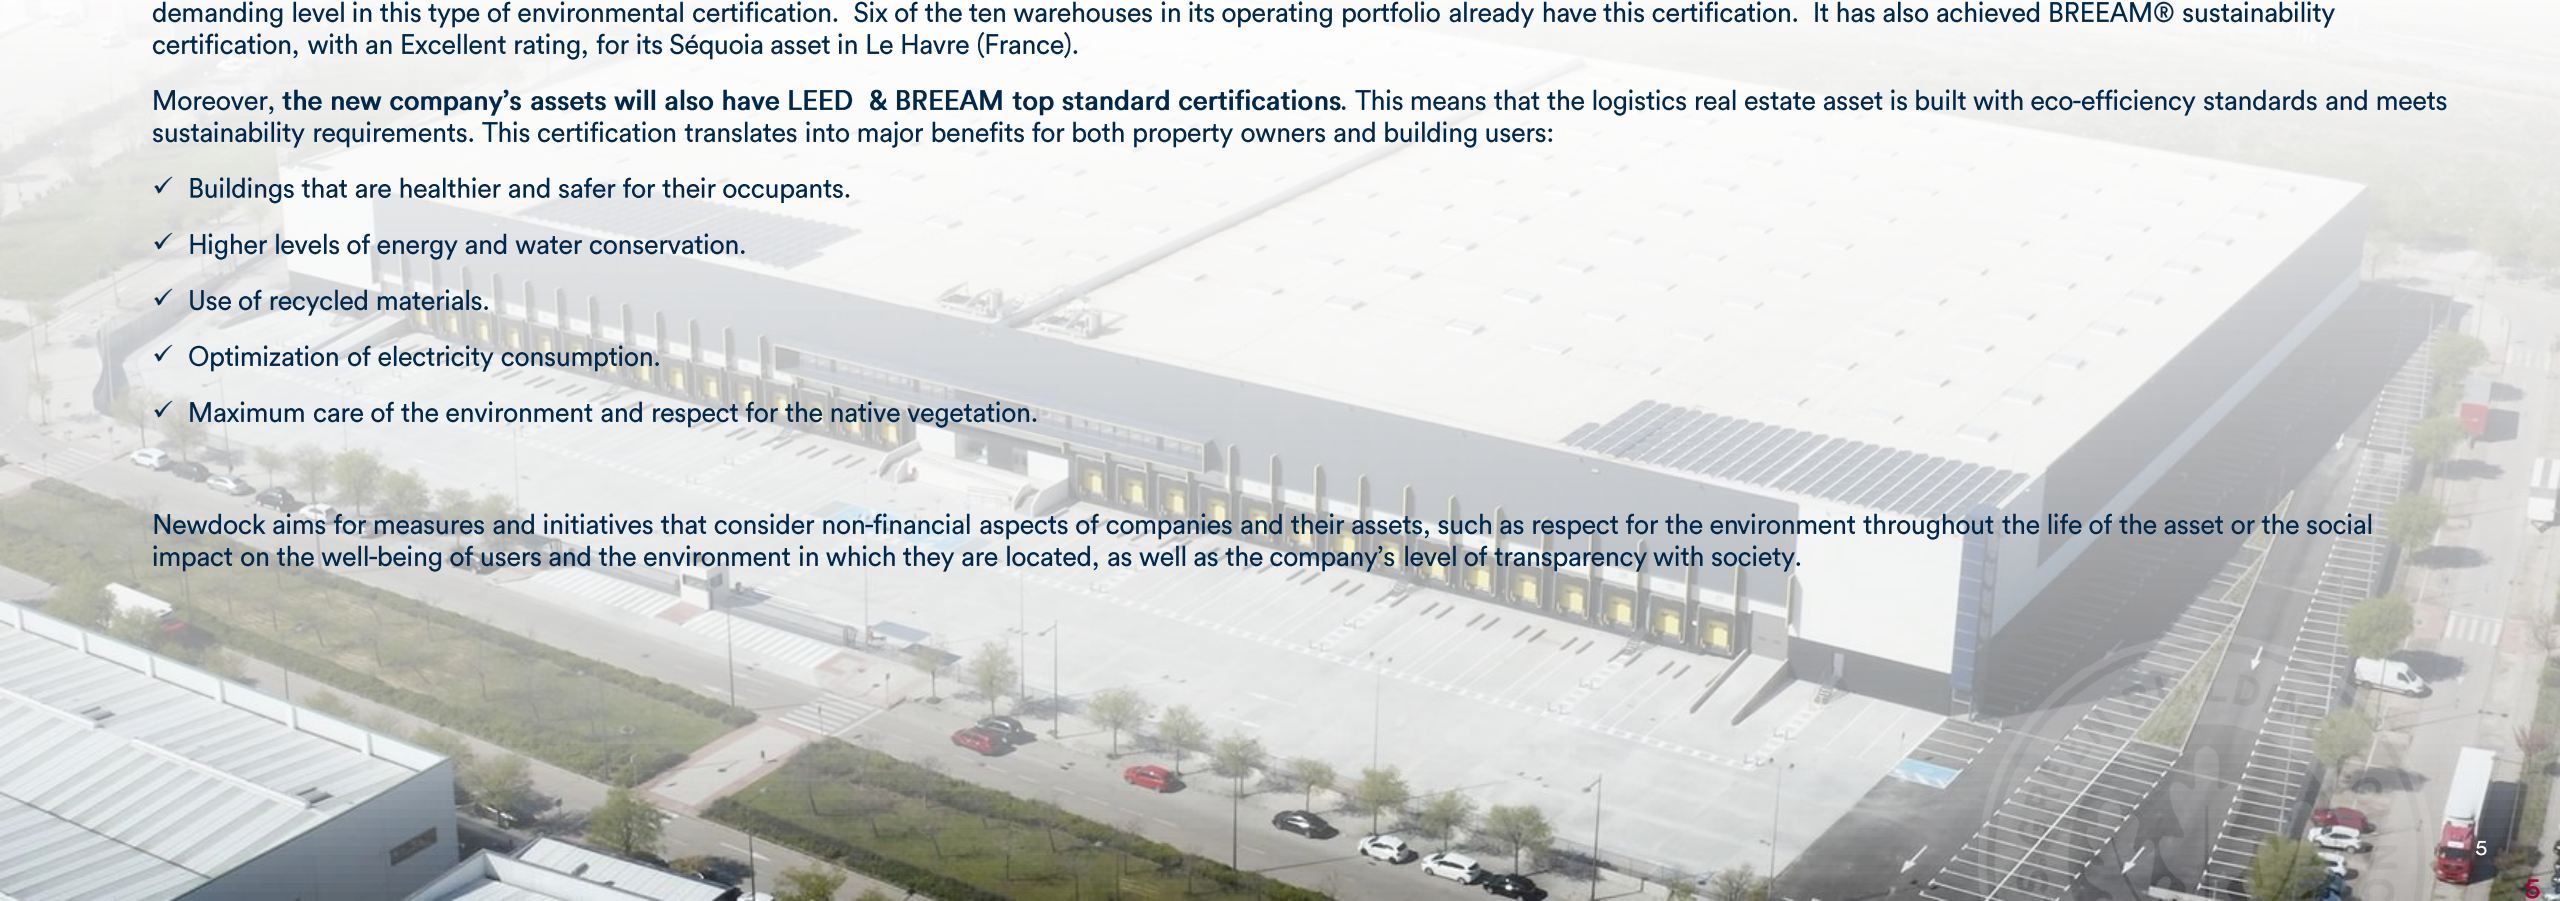 demanding level in this type of environmental certification.  Six of the ten warehouses in its operating portfolio already have this certification.  It has also achieved BREEAM® sustainability
certification, with an Excellent rating, for its Séquoia asset in Le Havre (France).
Moreover, the new company’s assets will also have LEED  & BREEAM top standard certifications. This means that the logistics real estate asset is built with eco-efficiency standards and meets
sustainability requirements. This certification translates into major benefits for both property owners and building users:
✓ Buildings that are healthier and safer for their occupants.
✓ Higher levels of energy and water conservation.
✓ Use of recycled materials.
✓ Optimization of electricity consumption.
✓ Maximum care of the environment and respect for the native vegetation.
Newdock aims for measures and initiatives that consider non-financial aspects of companies and their assets, such as respect for the environment throughout the life of the asset or the social
impact on the well-being of users and the environment in which they are located, as well as the company’s level of transparency with society.
5
5